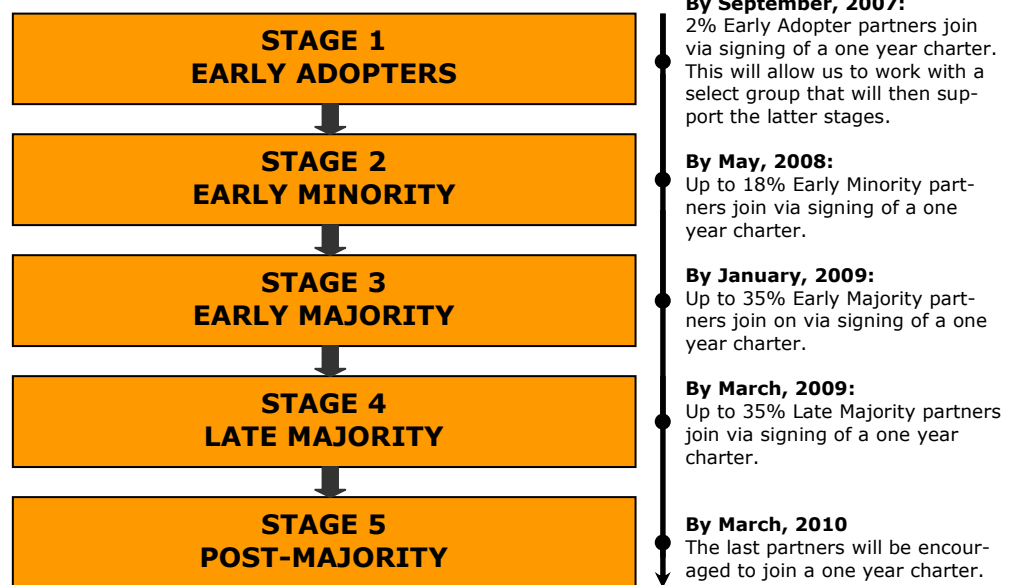 STAGE 1
EARLY ADOPTERS
By September, 2007:
2% Early Adopter partners join
via signing of a one year charter.
This will allow us to work with a
select group that will then sup-
port the latter stages.
STAGE 2
EARLY MINORITY
By May, 2008:
Up to 18% Early Minority part-
ners join via signing of a one
year charter.
STAGE 3
EARLY MAJORITY
By January, 2009:
Up to 35% Early Majority part-
ners join on via signing of a one
year charter.
STAGE 4
LATE MAJORITY
By March, 2009:
Up to 35% Late Majority partners
join via signing of a one year
charter.
STAGE 5
POST-MAJORITY
By March, 2010
The last partners will be encour-
aged to join a one year charter.